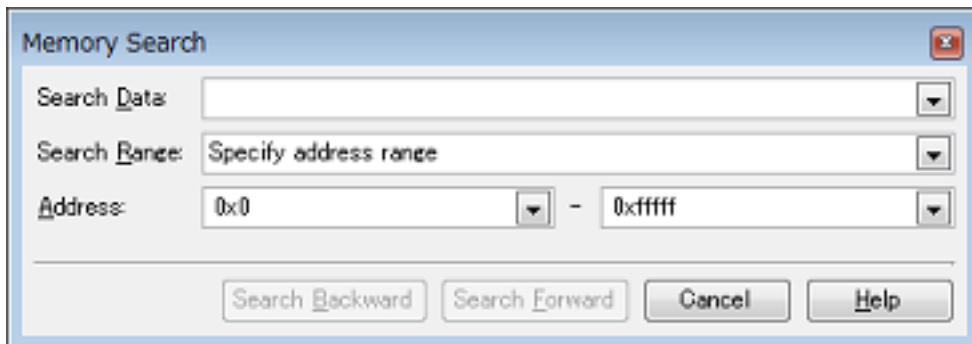 Memory Search
Search Data:
Search Range: Specify address range
Address: 0x0 - 0xfffff
Search Backward Search Forward Cancel Help